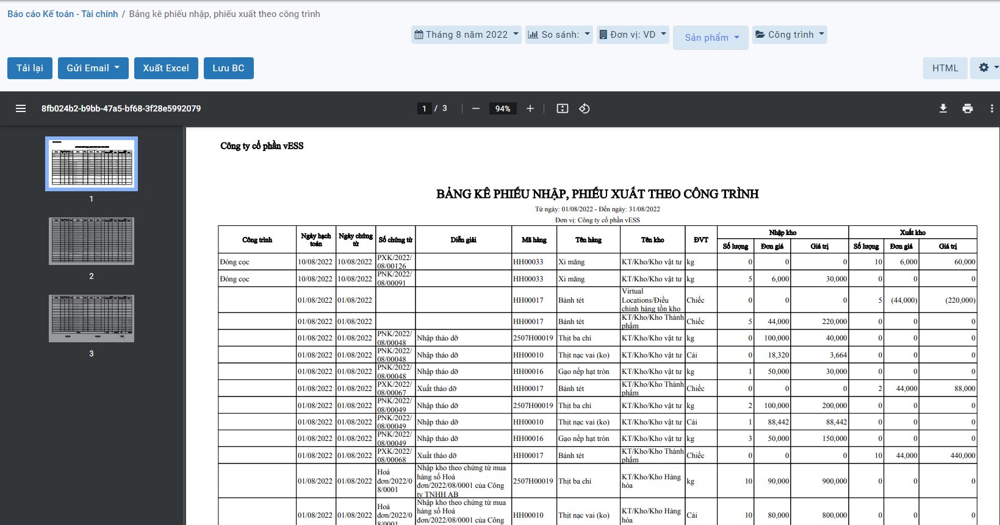 Báo cáo Kế toán - Tài chính / Bảng kê phiếu nhập, phiếu xuất theo công trình
Tháng 8 năm 2022 So sánh: Đơn vị: VD Sản phẩm Công trình
Tải lại Gửi Email Xuất Excel Lưu BC HTML
8fb024b2-b9bb-47a5-bf68-3f28e5992079 1 / 3 94%
1
2
3
Công ty cổ phần vESS
BẢNG KÊ PHIẾU NHẬP, PHIẾU XUẤT THEO CÔNG TRÌNH
Từ ngày: 01/08/2022 - Đến ngày: 31/08/2022
Đơn vị: Công ty cổ phần vESS
Công trình Ngày hạch toán Ngày chứng từ Số chứng từ Diễn giải Mã hàng Tên hàng Tên kho ĐVT Nhập kho Xuất kho
Số lượng Đơn giá Giá trị Số lượng Đơn giá Giá trị
Đóng cọc 10/08/2022 10/08/2022 PXK/2022/08/00126 HH00033 Xi măng KT/Kho/Kho vật tư kg 0 0 0 10 6,000 60,000
Đóng cọc 10/08/2022 10/08/2022 PNK/2022/08/00091 HH00033 Xi măng KT/Kho/Kho vật tư kg 5 6,000 30,000 0 0 0
01/08/2022 01/08/2022 HH00017 Bánh tét Virtual Locations/Điều chỉnh hàng tồn kho Chiếc 0 0 0 5 (44,000) (220,000)
01/08/2022 01/08/2022 HH00017 Bánh tét KT/Kho/Kho Thành phẩm Chiếc 5 44,000 220,000 0 0 0
01/08/2022 01/08/2022 PNK/2022/08/00048 Nhập tháo dỡ 2507H00019 Thịt ba chỉ KT/Kho/Kho vật tư kg 0 100,000 40,000 0 0 0
01/08/2022 01/08/2022 PNK/2022/08/00048 Nhập tháo dỡ HH00010 Thịt nạc vai (ko) KT/Kho/Kho vật tư Cái 0 18,320 3,664 0 0 0
01/08/2022 01/08/2022 PNK/2022/08/00048 Nhập tháo dỡ HH00016 Gạo nếp hạt tròn KT/Kho/Kho vật tư kg 1 50,000 30,000 0 0 0
01/08/2022 01/08/2022 PXK/2022/08/00067 Xuất tháo dỡ HH00017 Bánh tét KT/Kho/Kho Thành phẩm Chiếc 0 0 0 2 44,000 88,000
01/08/2022 01/08/2022 PNK/2022/08/00049 Nhập tháo dỡ 2507H00019 Thịt ba chỉ KT/Kho/Kho vật tư kg 2 100,000 200,000 0 0 0
01/08/2022 01/08/2022 PNK/2022/08/00049 Nhập tháo dỡ HH00010 Thịt nạc vai (ko) KT/Kho/Kho vật tư Cái 1 88,442 88,442 0 0 0
01/08/2022 01/08/2022 PNK/2022/08/00049 Nhập tháo dỡ HH00016 Gạo nếp hạt tròn KT/Kho/Kho vật tư kg 3 50,000 150,000 0 0 0
01/08/2022 01/08/2022 PXK/2022/08/00068 Xuất tháo dỡ HH00017 Bánh tét KT/Kho/Kho Thành phẩm Chiếc 0 0 0 10 44,000 440,000
01/08/2022 01/08/2022 Hoá đơn/2022/08/0001 Nhập kho theo chứng từ mua hàng số Hoá đơn/2022/08/0001 của Công ty TNHH AB 2507H00019 Thịt ba chỉ KT/Kho/Kho Hàng hóa kg 10 90,000 900,000 0 0 0
01/08/2022 01/08/2022 Hoá đơn/2022/08/0001 Nhập kho theo chứng từ mua hàng số Hoá đơn/2022/08/0001 của Công HH00010 Thịt nạc vai (ko) KT/Kho/Kho Hàng hóa Cái 10 80,000 800,000 0 0 0